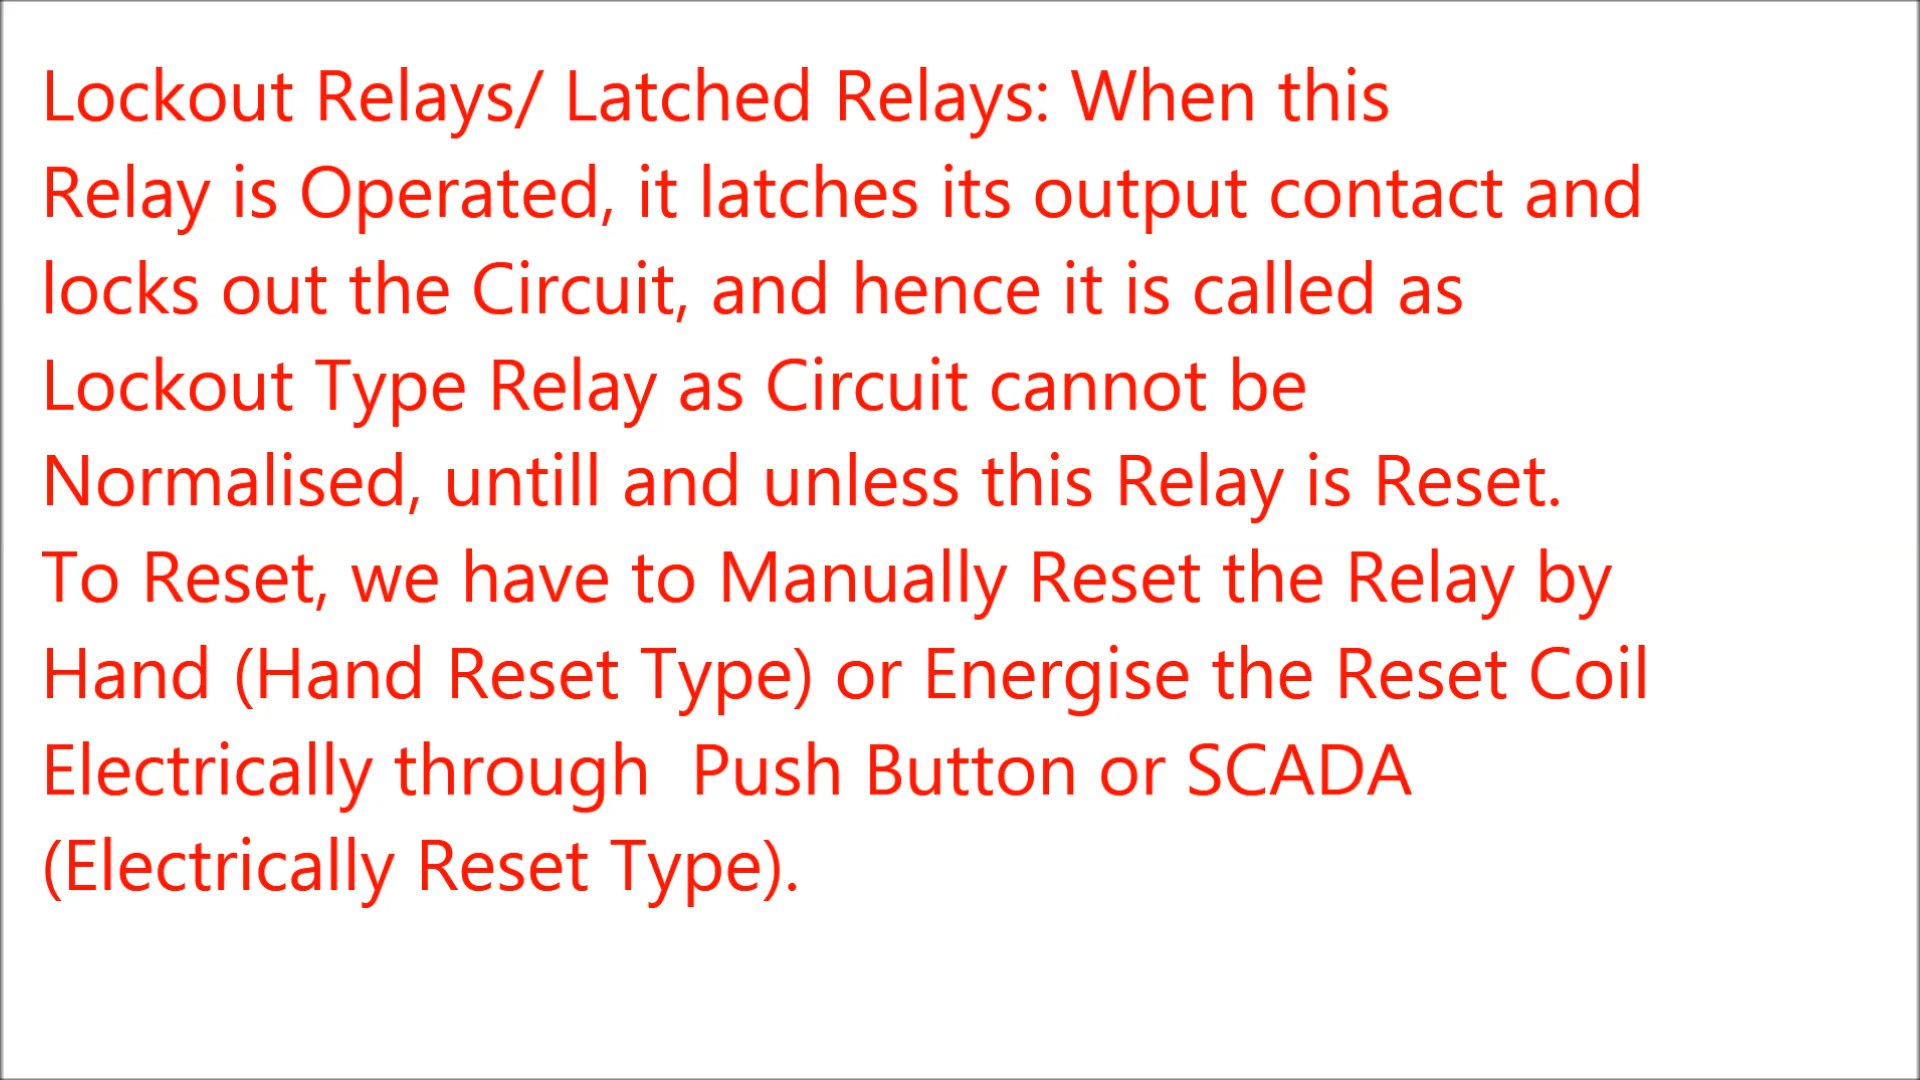 Lockout Relays/ Latched Relays: When this
Relay is Operated, it latches its output contact and
locks out the Circuit, and hence it is called as
Lockout Type Relay as Circuit cannot be
Normalised, untill and unless this Relay is Reset.
To Reset, we have to Manually Reset the Relay by
Hand (Hand Reset Type) or Energise the Reset Coil
Electrically through  Push Button or SCADA
(Electrically Reset Type).